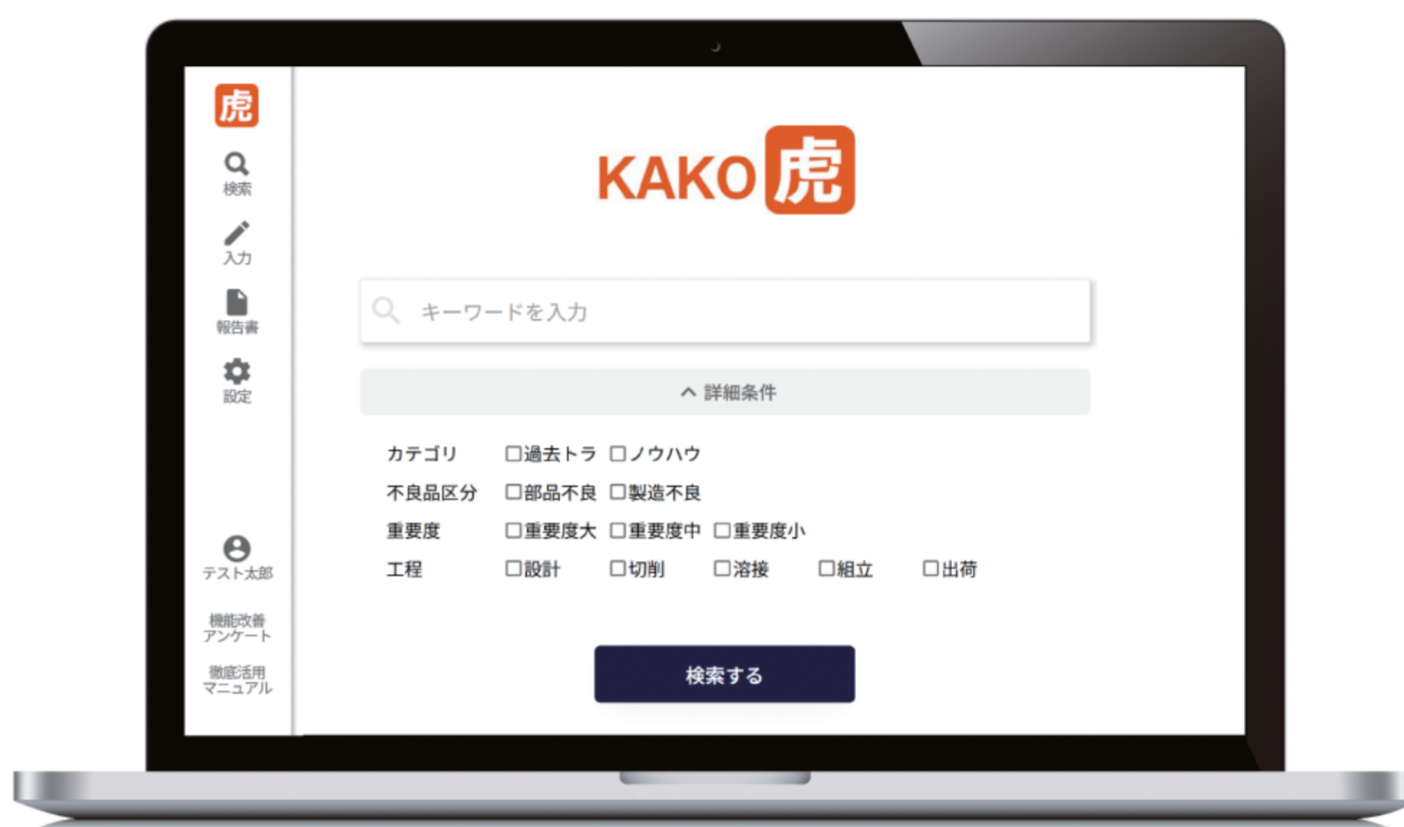 虎
検索
入力
報告書
設定
テスト太郎
機能改善
アンケート
徹底活用
マニュアル
KAKO虎
キーワードを入力
詳細条件
カテゴリ 過去トラ ノウハウ
不良品区分 部品不良 製造不良
重要度 重要度大 重要度中 重要度小
工程 設計 切削 溶接 組立 出荷
検索する